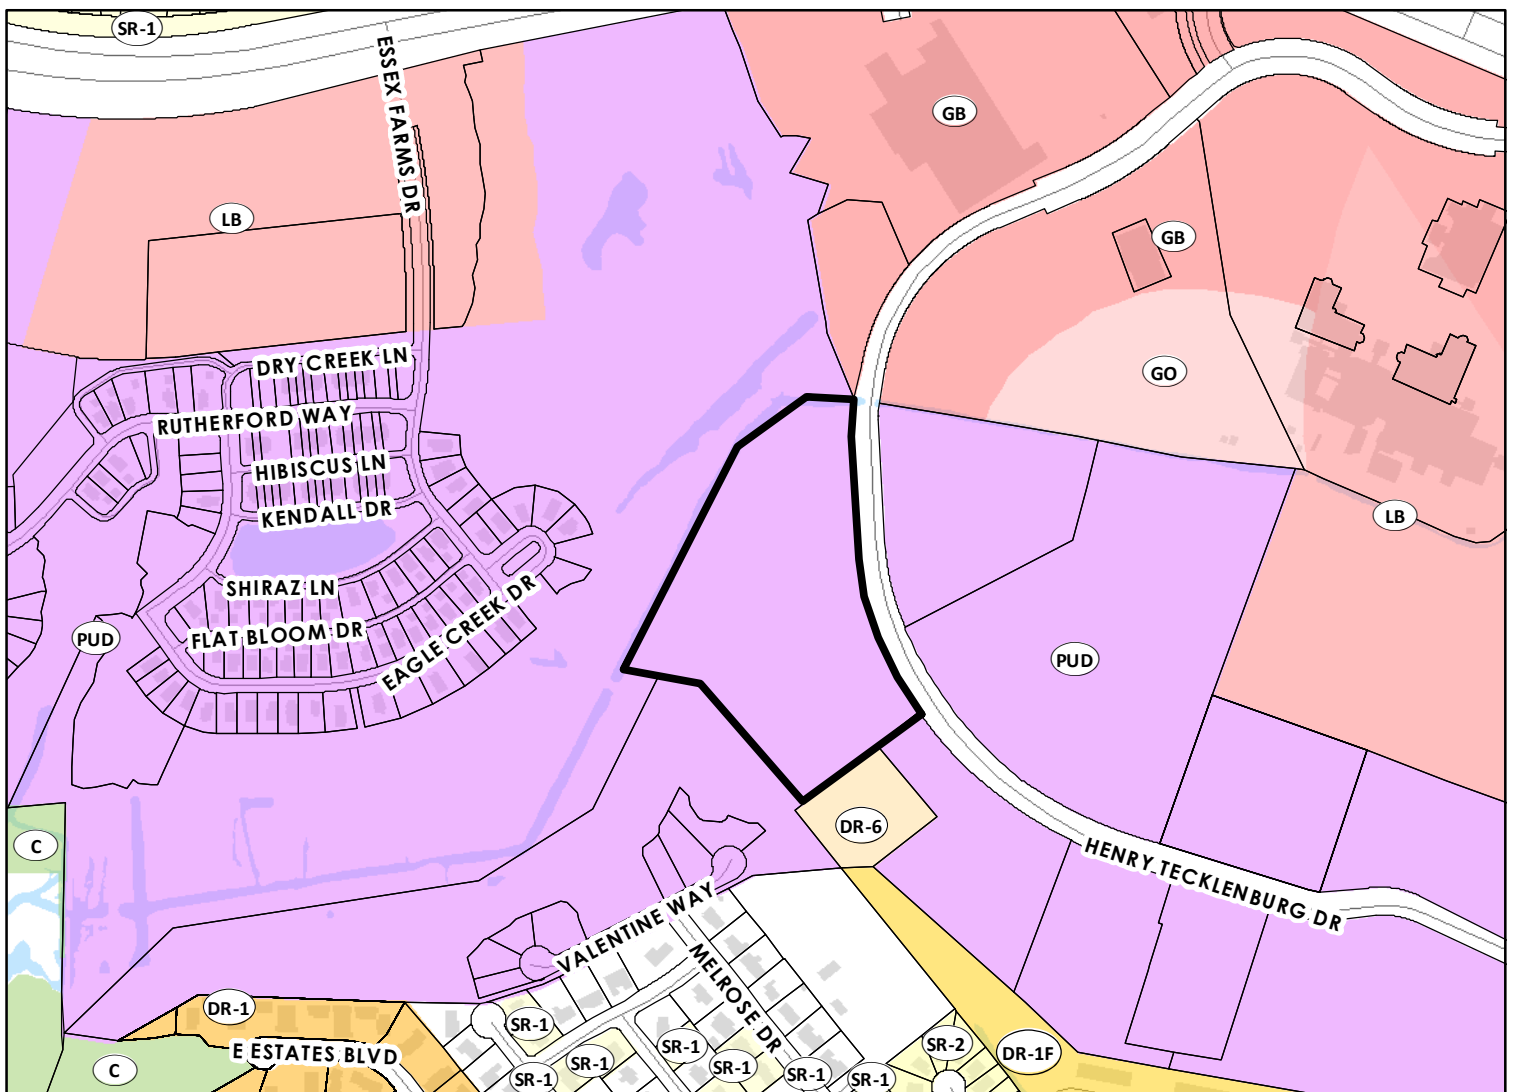 SR-1
ESSEX FARMS DR
GB
LB
GB
DRY CREEK LN
GO
RUTHERFORD WAY
HIBISCUS LN
KENDALL DR
LB
SHIRAZ LN
FLAT BLOOM DR
EAGLE CREEK DR
PUD
PUD
DR-6
C
HENRY TECKLENBURG DR
VALENTINE WAY
MELROSE DR
DR-1
SR-1
E ESTATES BLVD
SR-1
SR-1
SR-2
DR-1F
C
SR-1
SR-1
SR-1
SR-1